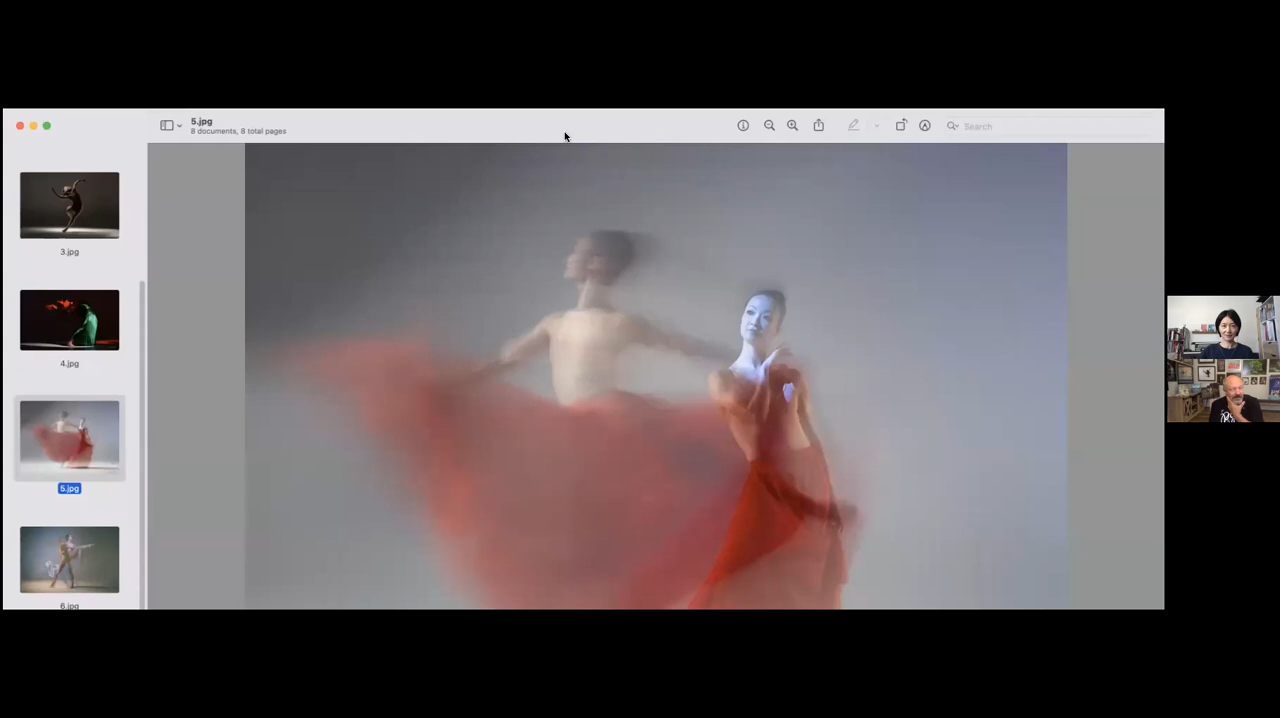 5.jpg
8 documents, 8 total pages
Search
3.jpg
4.jpg
5.jpg
6.jpg